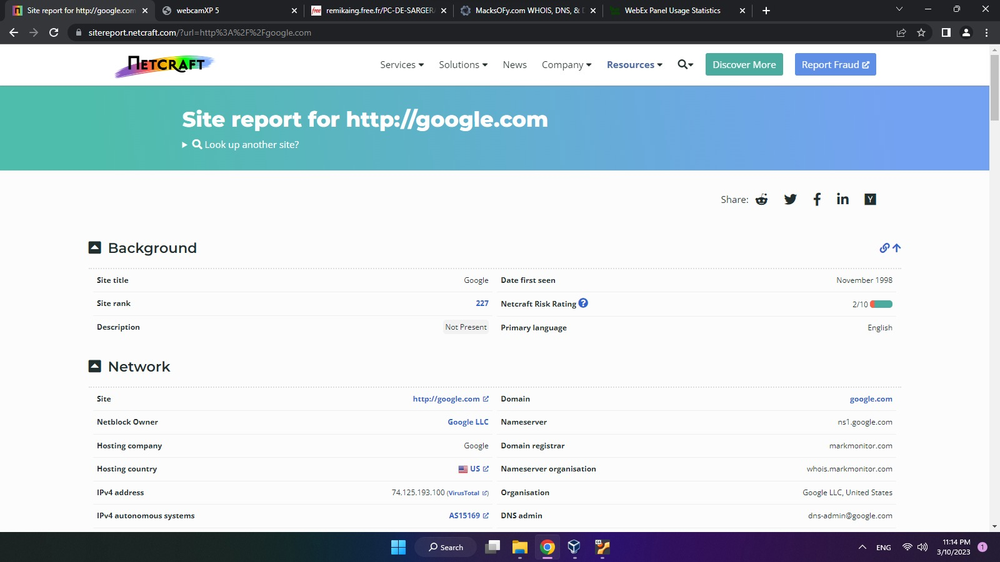 Site report for http://google.com
webcamXP 5
free remikaing.free.fr/PC-DE-SARGER
MacksOFy.com WHOIS, DNS, & D
WebEx Panel Usage Statistics
sitereport.netcraft.com/?url=http%3A%2F%2Fgoogle.com
NETCRAFT
Services
Solutions
News
Company
Resources
Discover More
Report Fraud
Site report for http://google.com
Look up another site?
Share:
Background
Site title Google Date first seen November 1998
Site rank 227 Netcraft Risk Rating ? 2/10
Description Not Present Primary language English
Network
Site http://google.com Domain google.com
Netblock Owner Google LLC Nameserver ns1.google.com
Hosting company Google Domain registrar markmonitor.com
Hosting country US Nameserver organisation whois.markmonitor.com
IPv4 address 74.125.193.100 (VirusTotal) Organisation Google LLC, United States
IPv4 autonomous systems AS15169 DNS admin dns-admin@google.com
Search
ENG
11:14 PM
3/10/2023
1